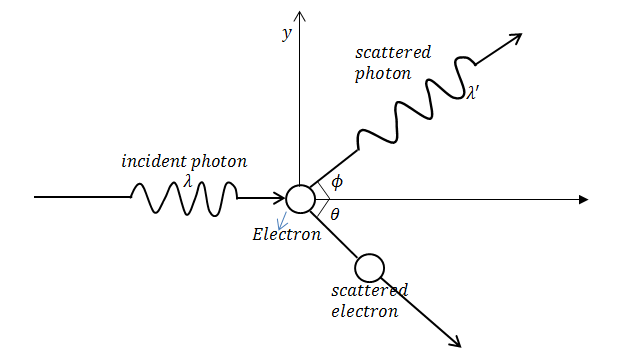 y
scattered
photon
λ′
incident photon
λ
ϕ
θ
Electron
scattered
electron